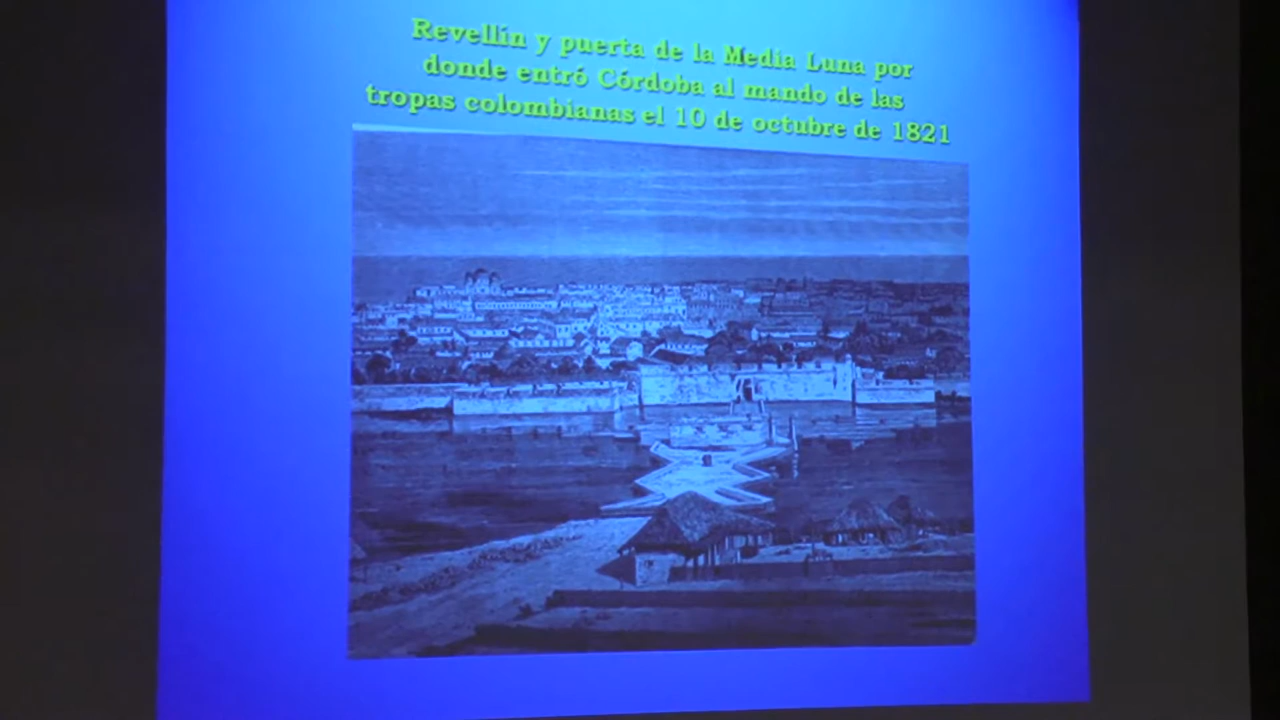 Revellín y puerta de la Media Luna por
donde entró Córdoba al mando de las
tropas colombianas el 10 de octubre de 1821